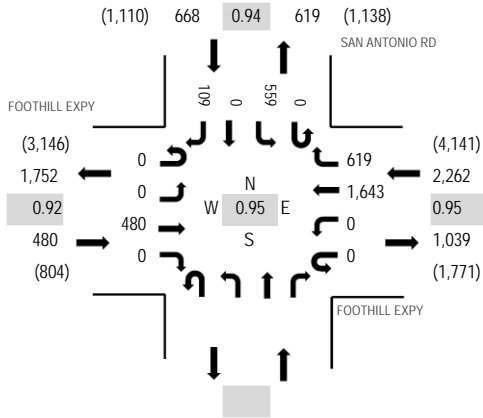 (1,110) 668 0.94 619 (1,138)
SAN ANTONIO RD
109 0 559 0
FOOTHILL EXPY
(3,146) (4,141)
0 619
1,752 2,262
0 N 1,643
0.92 W 0.95 E 0.95
480 S 0
480 1,039
0 0
(804) (1,771)
FOOTHILL EXPY